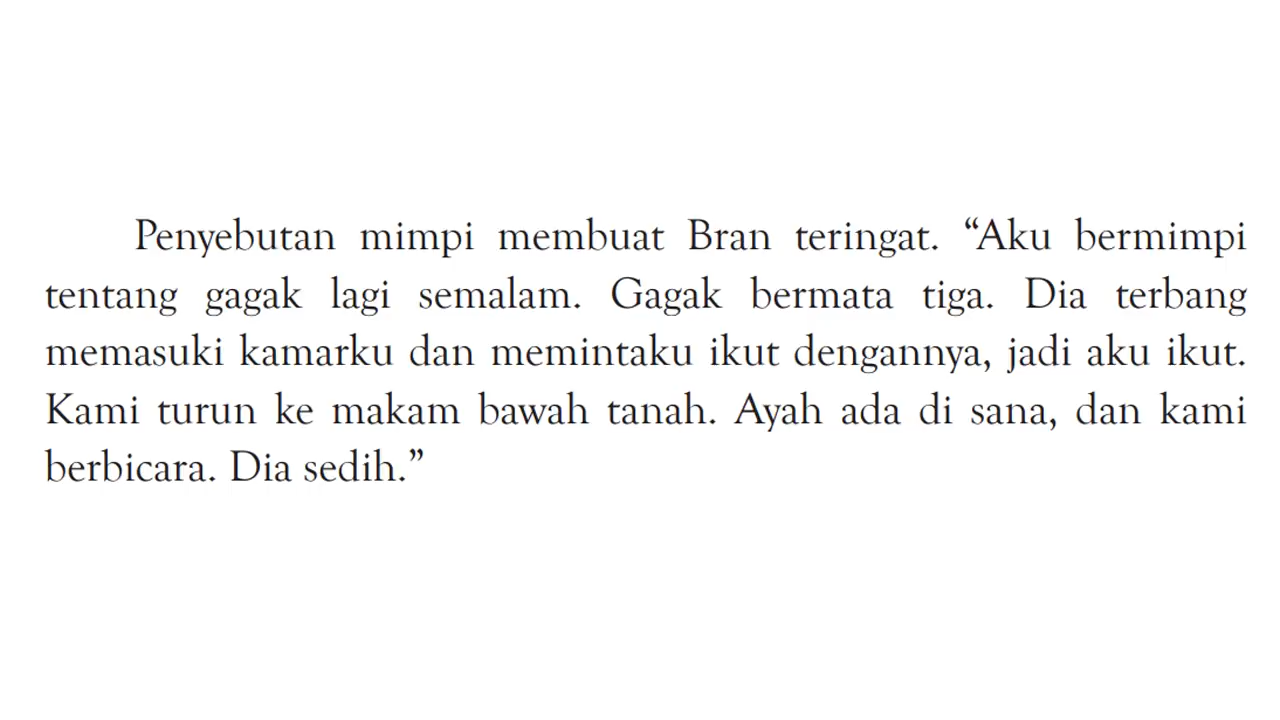 Penyebutan mimpi membuat Bran teringat. “Aku bermimpi
tentang gagak lagi semalam. Gagak bermata tiga. Dia terbang
memasuki kamarku dan memintaku ikut dengannya, jadi aku ikut.
Kami turun ke makam bawah tanah. Ayah ada di sana, dan kami
berbicara. Dia sedih.”